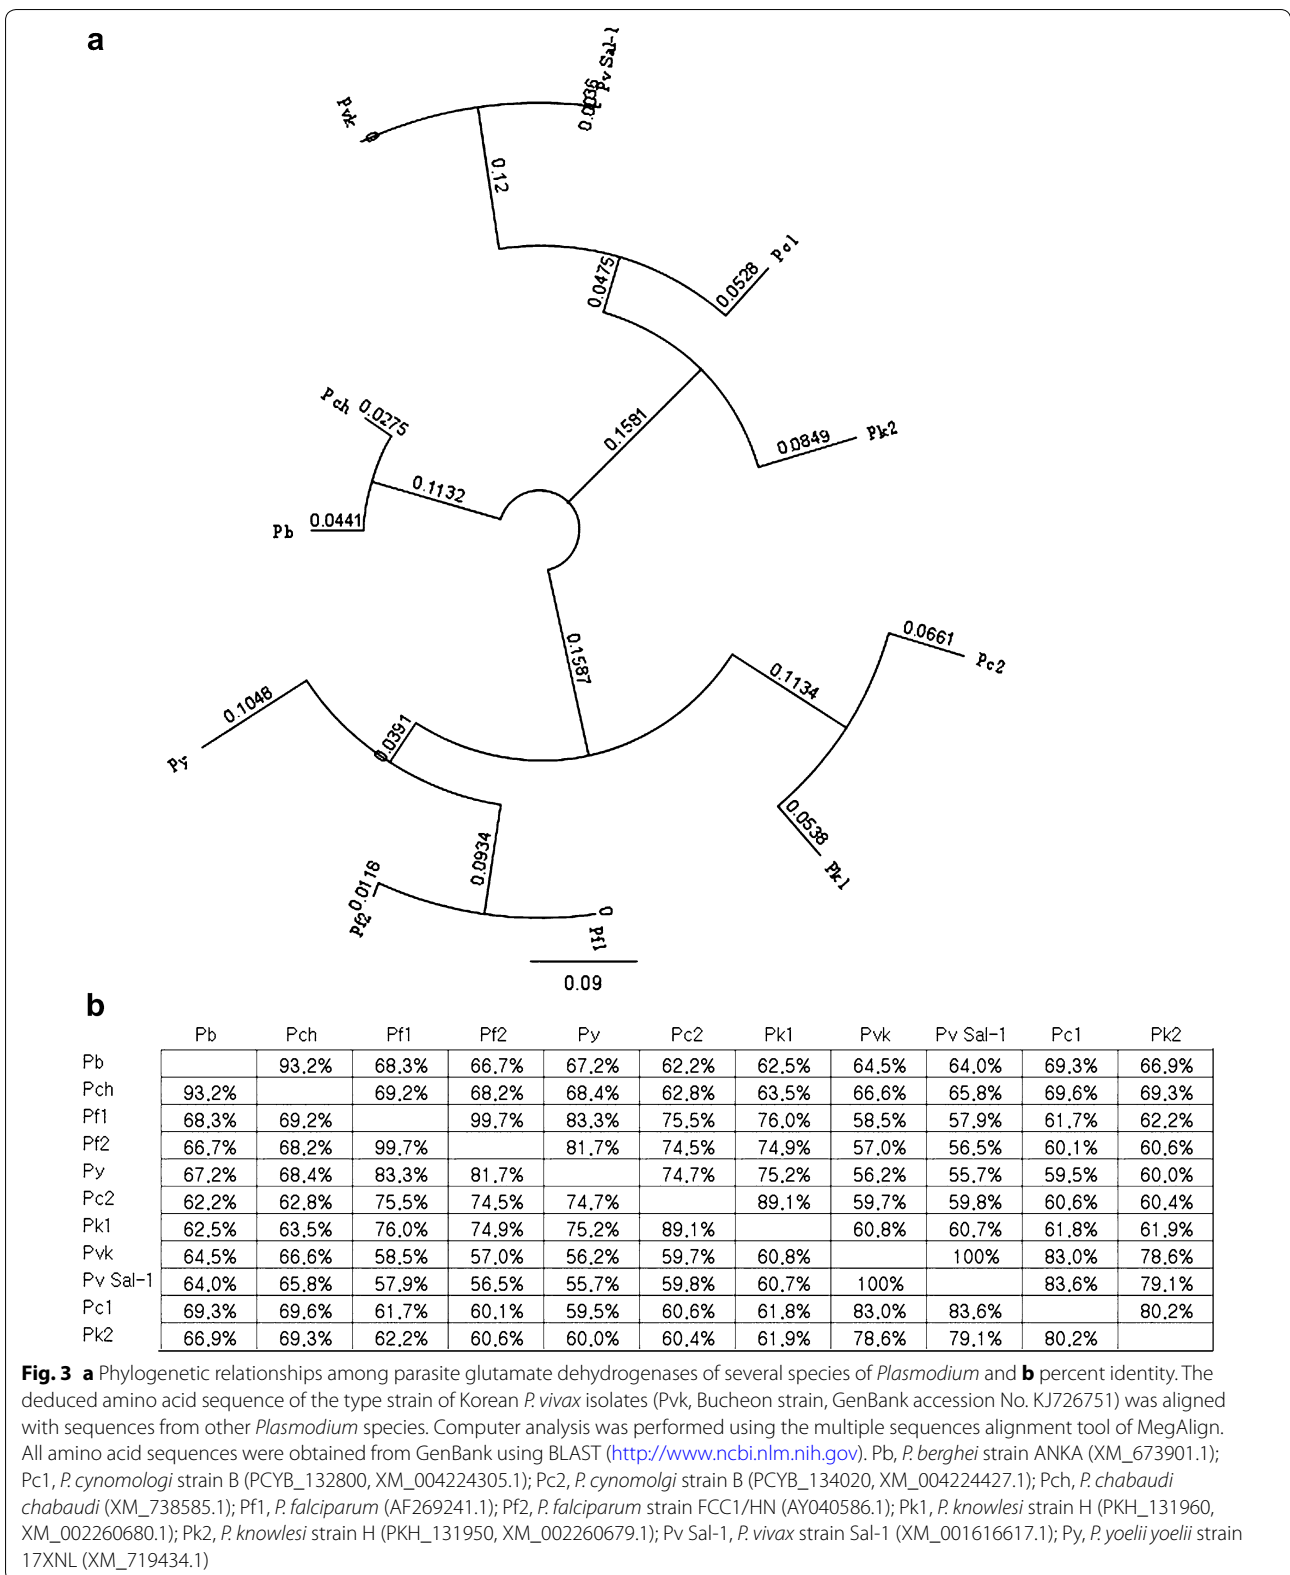 a
Pv Sal-1
0.0036
Pvk
0
0.12
Pc1
0.0528
0.0475
Pch 0.0275
0.1581
0.0849 Pk2
0.1132
Pb 0.0441
0.0661
Pc2
0.1587
0.1134
0.1048
Py
0.0391
0.0538
Pk1
0.0934
0.0116
Pf2
0
Pf1
0.09
b
Pb Pch Pf1 Pf2 Py Pc2 Pk1 Pvk Pv Sal-1 Pc1 Pk2
Pb 93.2% 68.3% 66.7% 67.2% 62.2% 62.5% 64.5% 64.0% 69.3% 66.9%
Pch 93.2% 69.2% 68.2% 68.4% 62.8% 63.5% 66.6% 65.8% 69.6% 69.3%
Pf1 68.3% 69.2% 99.7% 83.3% 75.5% 76.0% 58.5% 57.9% 61.7% 62.2%
Pf2 66.7% 68.2% 99.7% 81.7% 74.5% 74.9% 57.0% 56.5% 60.1% 60.6%
Py 67.2% 68.4% 83.3% 81.7% 74.7% 75.2% 56.2% 55.7% 59.5% 60.0%
Pc2 62.2% 62.8% 75.5% 74.5% 74.7% 89.1% 59.7% 59.8% 60.6% 60.4%
Pk1 62.5% 63.5% 76.0% 74.9% 75.2% 89.1% 60.8% 60.7% 61.8% 61.9%
Pvk 64.5% 66.6% 58.5% 57.0% 56.2% 59.7% 60.8% 100% 83.0% 78.6%
Pv Sal-1 64.0% 65.8% 57.9% 56.5% 55.7% 59.8% 60.7% 100% 83.6% 79.1%
Pc1 69.3% 69.6% 61.7% 60.1% 59.5% 60.6% 61.8% 83.0% 83.6% 80.2%
Pk2 66.9% 69.3% 62.2% 60.6% 60.0% 60.4% 61.9% 78.6% 79.1% 80.2%
Fig. 3 a Phylogenetic relationships among parasite glutamate dehydrogenases of several species of Plasmodium and b percent identity. The
deduced amino acid sequence of the type strain of Korean P. vivax isolates (Pvk, Bucheon strain, GenBank accession No. KJ726751) was aligned
with sequences from other Plasmodium species. Computer analysis was performed using the multiple sequences alignment tool of MegAlign.
All amino acid sequences were obtained from GenBank using BLAST (http://www.ncbi.nlm.nih.gov). Pb, P. berghei strain ANKA (XM_673901.1);
Pc1, P. cynomologi strain B (PCYB_132800, XM_004224305.1); Pc2, P. cynomolgi strain B (PCYB_134020, XM_004224427.1); Pch, P. chabaudi
chabaudi (XM_738585.1); Pf1, P. falciparum (AF269241.1); Pf2, P. falciparum strain FCC1/HN (AY040586.1); Pk1, P. knowlesi strain H (PKH_131960,
XM_002260680.1); Pk2, P. knowlesi strain H (PKH_131950, XM_002260679.1); Pv Sal-1, P. vivax strain Sal-1 (XM_001616617.1); Py, P. yoelii yoelii strain
17XNL (XM_719434.1)